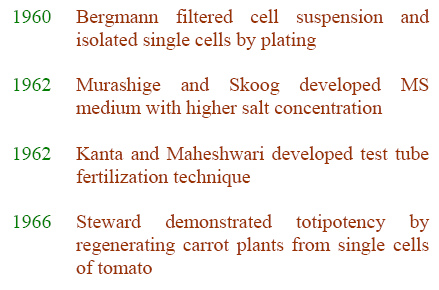 1960 Bergmann filtered cell suspension and
isolated single cells by plating
1962 Murashige and Skoog developed MS
medium with higher salt concentration
1962 Kanta and Maheshwari developed test tube
fertilization technique
1966 Steward demonstrated totipotency by
regenerating carrot plants from single cells
of tomato